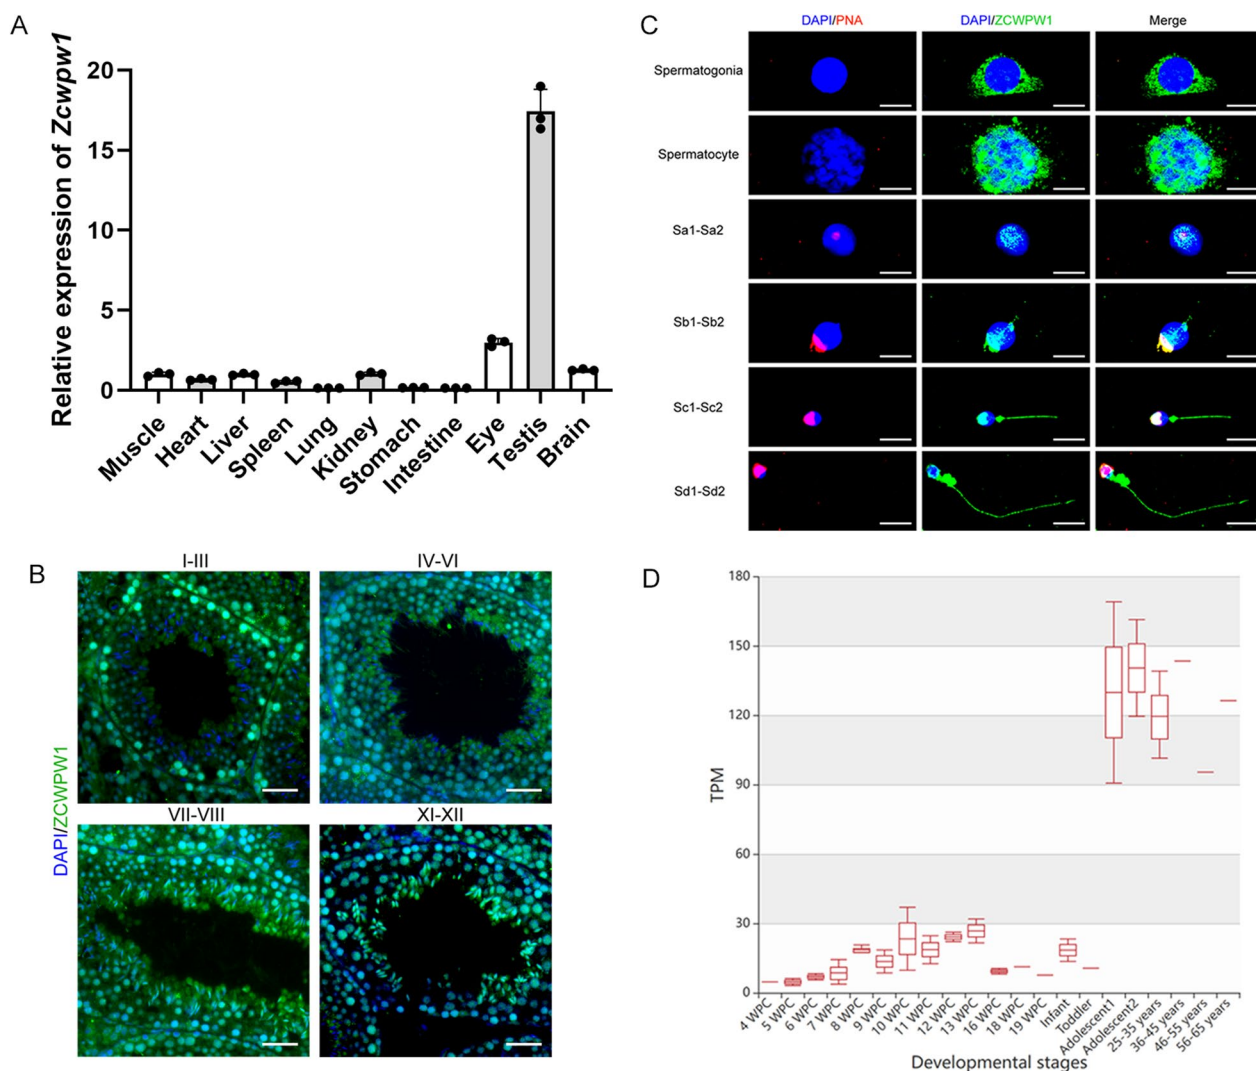 A
Relative expression of Zcwpw1
20
15
10
5
0
Muscle
Heart
Liver
Spleen
Lung
Kidney
Stomach
Intestine
Eye
Testis
Brain
C
DAPI/PNA
DAPI/ZCWPW1
Merge
Spermatogonia
Spermatocyte
Sa1-Sa2
Sb1-Sb2
Sc1-Sc2
Sd1-Sd2
B
DAPI/ZCWPW1
I-III
IV-VI
VII-VIII
XI-XII
D
TPM
180
150
120
90
60
30
0
4 WPC
5 WPC
6 WPC
7 WPC
8 WPC
9 WPC
10 WPC
11 WPC
12 WPC
13 WPC
16 WPC
18 WPC
19 WPC
Infant
Toddler
Adolescent1
Adolescent2
25-35 years
36-45 years
46-55 years
56-65 years
Developmental stages